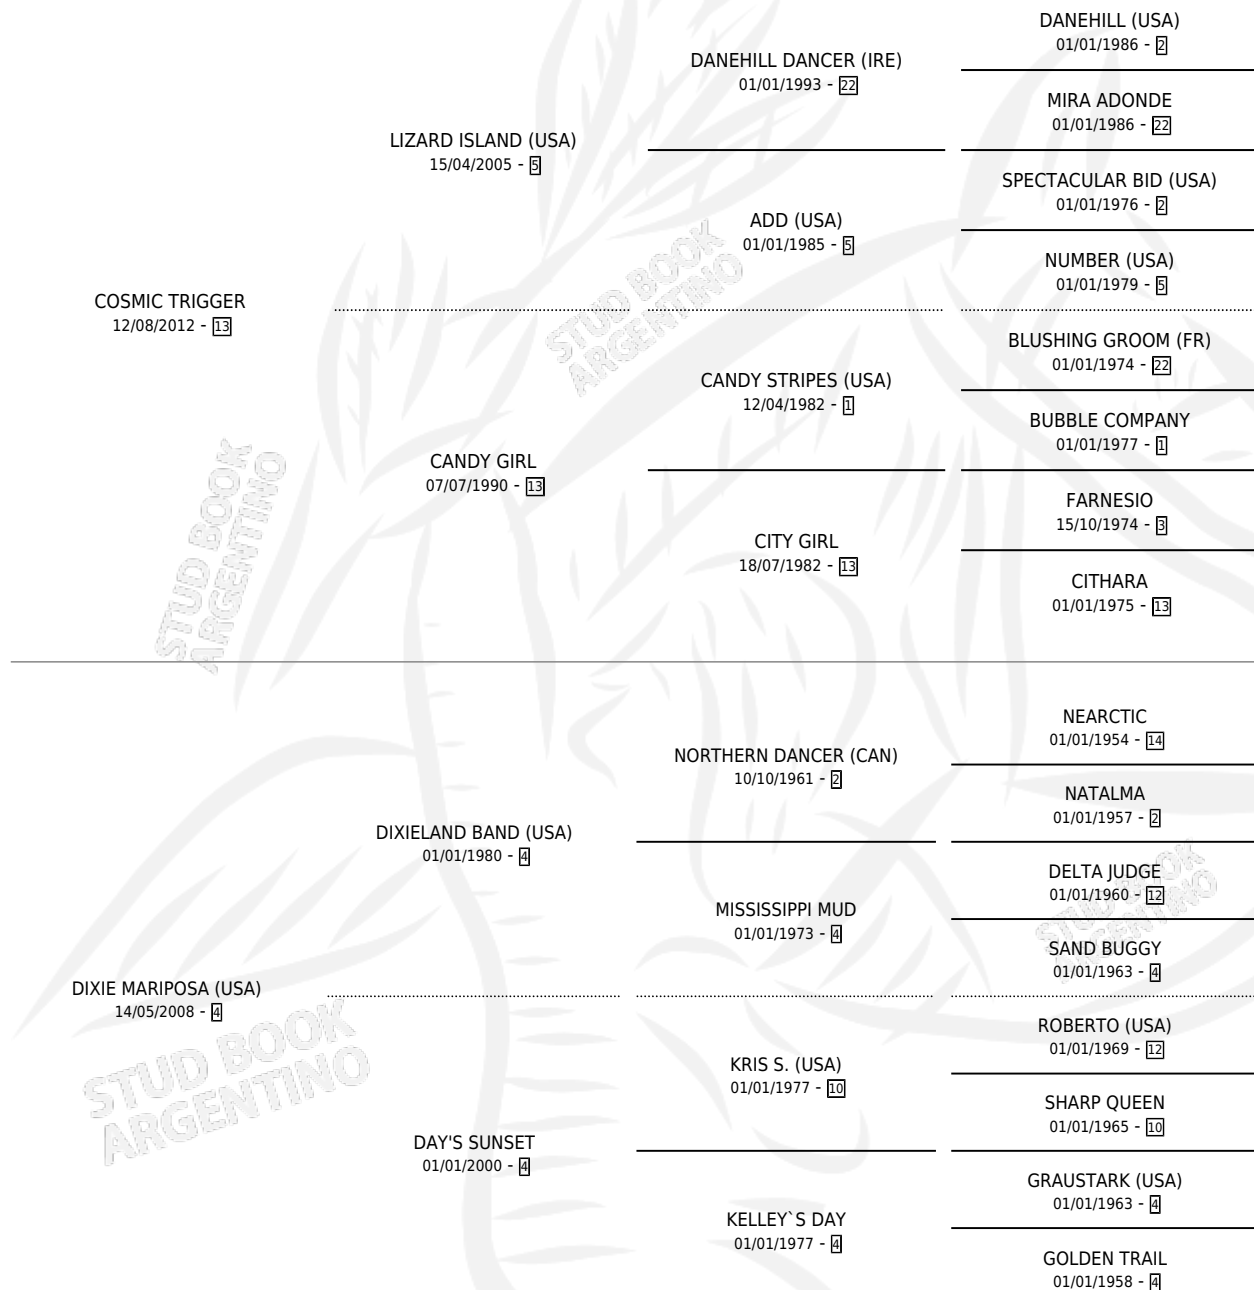 DANEHILL (USA)
01/01/1986 - 2
DANEHILL DANCER (IRE)
01/01/1993 - 22
MIRA ADONDE
01/01/1986 - 22
LIZARD ISLAND (USA)
15/04/2005 - 5
SPECTACULAR BID (USA)
01/01/1976 - 2
ADD (USA)
01/01/1985 - 5
NUMBER (USA)
01/01/1979 - 5
COSMIC TRIGGER
12/08/2012 - 13
STUD BOOK
ARGENTINO
BLUSHING GROOM (FR)
01/01/1974 - 22
CANDY STRIPES (USA)
12/04/1982 - 1
BUBBLE COMPANY
01/01/1977 - 1
CANDY GIRL
07/07/1990 - 13
FARNESIO
15/10/1974 - 3
CITY GIRL
18/07/1982 - 13
CITHARA
01/01/1975 - 13
STUD BOOK
ARGENTINO
NEARCTIC
01/01/1954 - 14
NORTHERN DANCER (CAN)
10/10/1961 - 2
NATALMA
01/01/1957 - 2
DIXIELAND BAND (USA)
01/01/1980 - 4
DELTA JUDGE
01/01/1960 - 12
MISSISSIPPI MUD
01/01/1973 - 4
STUD BOOK
ARGENTINO
SAND BUGGY
01/01/1963 - 4
DIXIE MARIPOSA (USA)
14/05/2008 - 4
STUD BOOK
ARGENTINO
ROBERTO (USA)
01/01/1969 - 12
KRIS S. (USA)
01/01/1977 - 10
SHARP QUEEN
01/01/1965 - 10
DAY'S SUNSET
01/01/2000 - 4
GRAUSTARK (USA)
01/01/1963 - 4
KELLEY`S DAY
01/01/1977 - 4
GOLDEN TRAIL
01/01/1958 - 4